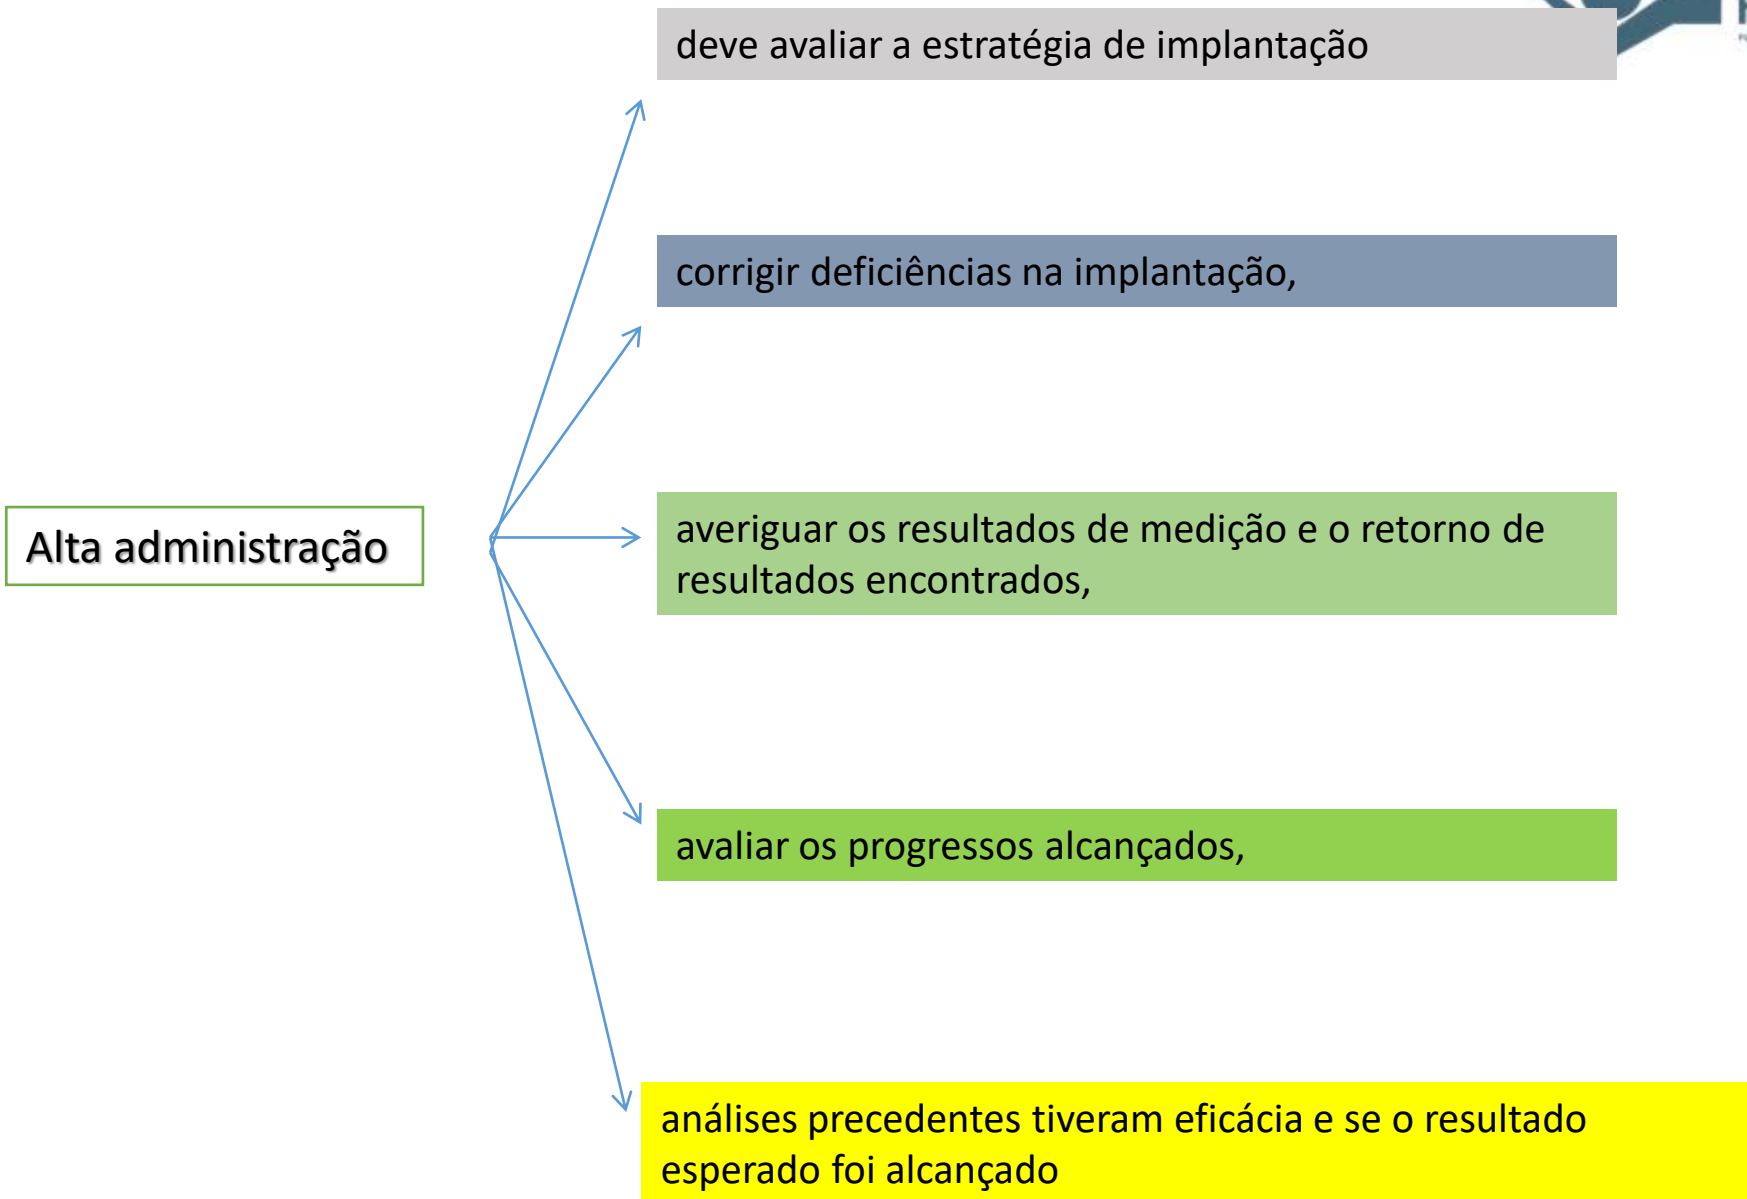 deve avaliar a estratégia de implantação
corrigir deficiências na implantação,
Alta administração
averiguar os resultados de medição e o retorno de
resultados encontrados,
avaliar os progressos alcançados,
análises precedentes tiveram eficácia e se o resultado
esperado foi alcançado